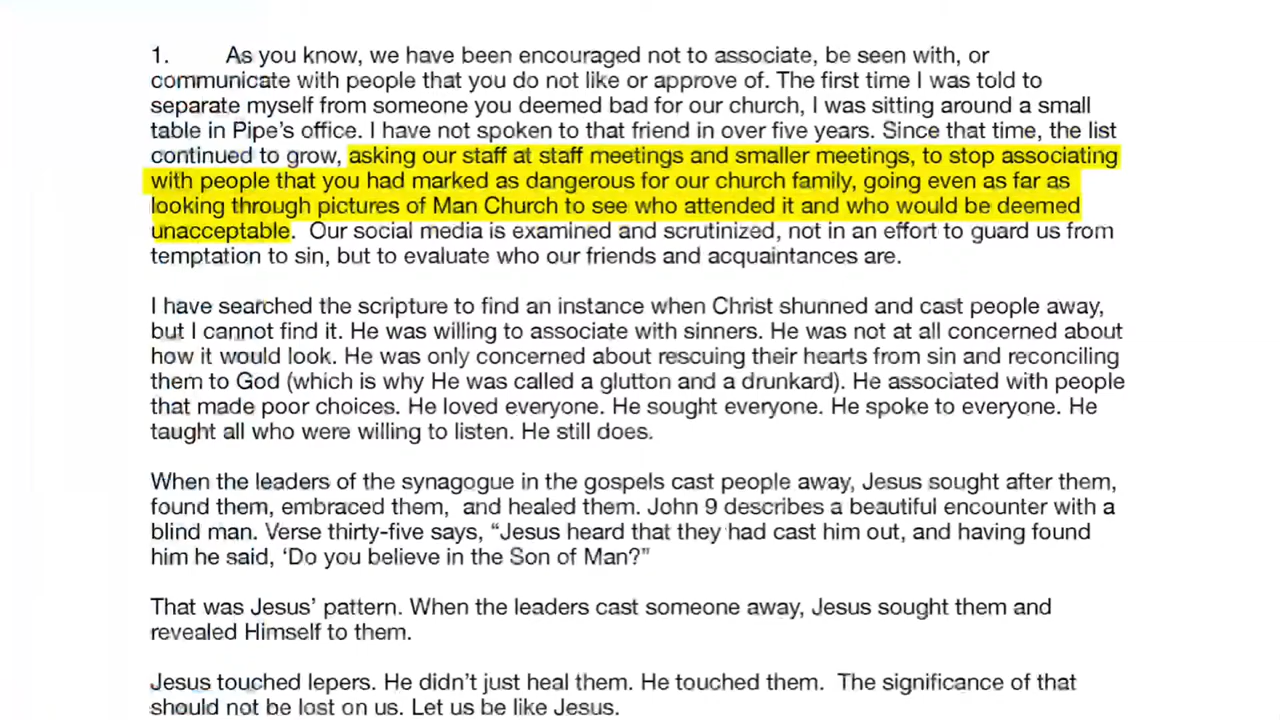 1. As you know, we have been encouraged not to associate, be seen with, or
communicate with people that you do not like or approve of. The first time I was told to
separate myself from someone you deemed bad for our church, I was sitting around a small
table in Pipe's office. I have not spoken to that friend in over five years. Since that time, the list
continued to grow, asking our staff at staff meetings and smaller meetings, to stop associating
with people that you had marked as dangerous for our church family, going even as far as
looking through pictures of Man Church to see who attended it and who would be deemed
unacceptable. Our social media is examined and scrutinized, not in an effort to guard us from
temptation to sin, but to evaluate who our friends and acquaintances are.
I have searched the scripture to find an instance when Christ shunned and cast people away,
but I cannot find it. He was willing to associate with sinners. He was not at all concerned about
how it would look. He was only concerned about rescuing their hearts from sin and reconciling
them to God (which is why He was called a glutton and a drunkard). He associated with people
that made poor choices. He loved everyone. He sought everyone. He spoke to everyone. He
taught all who were willing to listen. He still does.
When the leaders of the synagogue in the gospels cast people away, Jesus sought after them,
found them, embraced them, and healed them. John 9 describes a beautiful encounter with a
blind man. Verse thirty-five says, “Jesus heard that they had cast him out, and having found
him he said, ‘Do you believe in the Son of Man?”
That was Jesus’ pattern. When the leaders cast someone away, Jesus sought them and
revealed Himself to them.
Jesus touched lepers. He didn’t just heal them. He touched them. The significance of that
should not be lost on us. Let us be like Jesus.